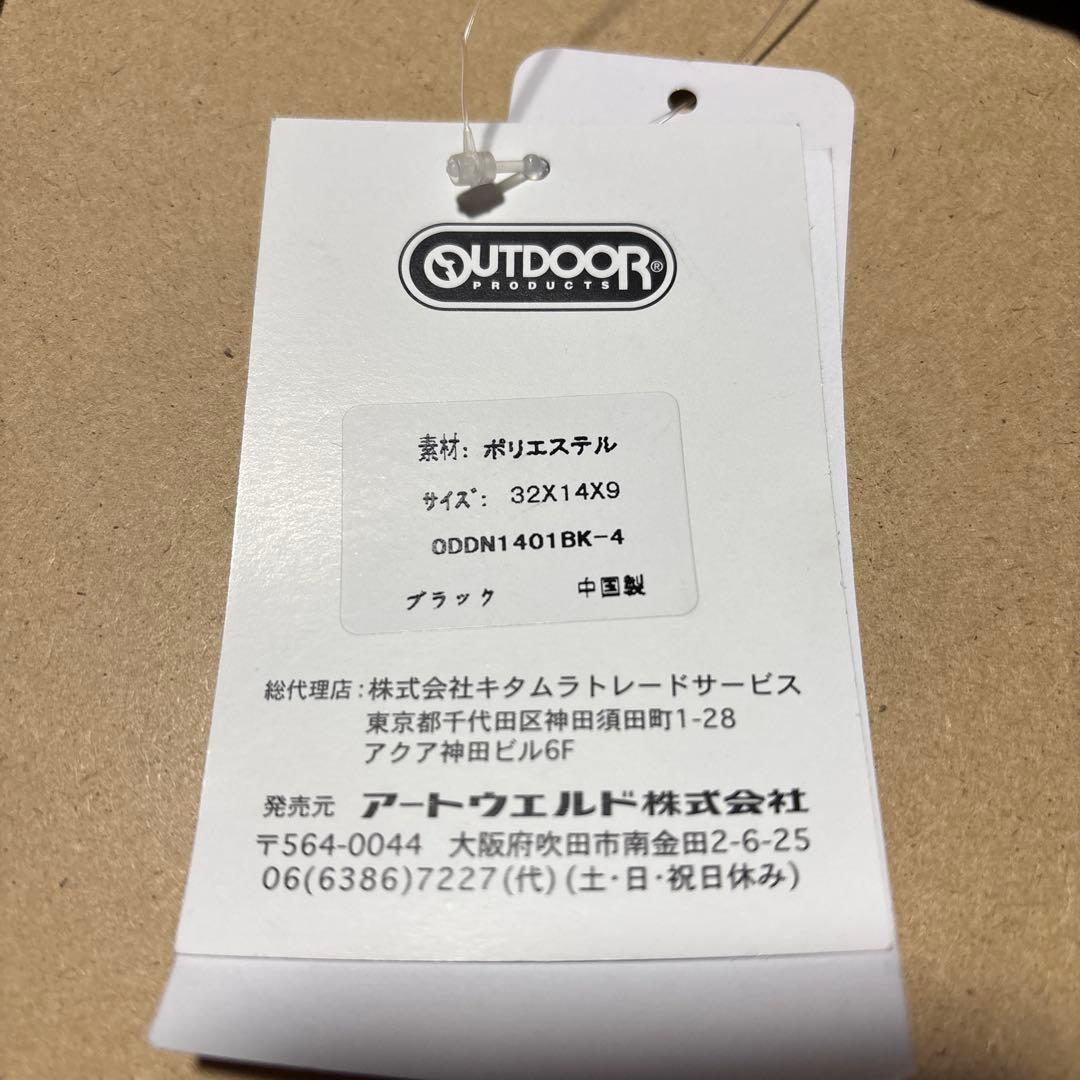 OUTDOOR®
PRODUCTS
素材: ポリエステル
サイズ: 32X14X9
ODDN1401BK-4
ブラック 中国製
総代理店:株式会社キタムラトレードサービス
東京都千代田区神田須田町1-28
アクア神田ビル6F
発売元 アートウエルド株式会社
〒564-0044 大阪府吹田市南金田2-6-25
06(6386)7227(代)(土・日・祝日休み)